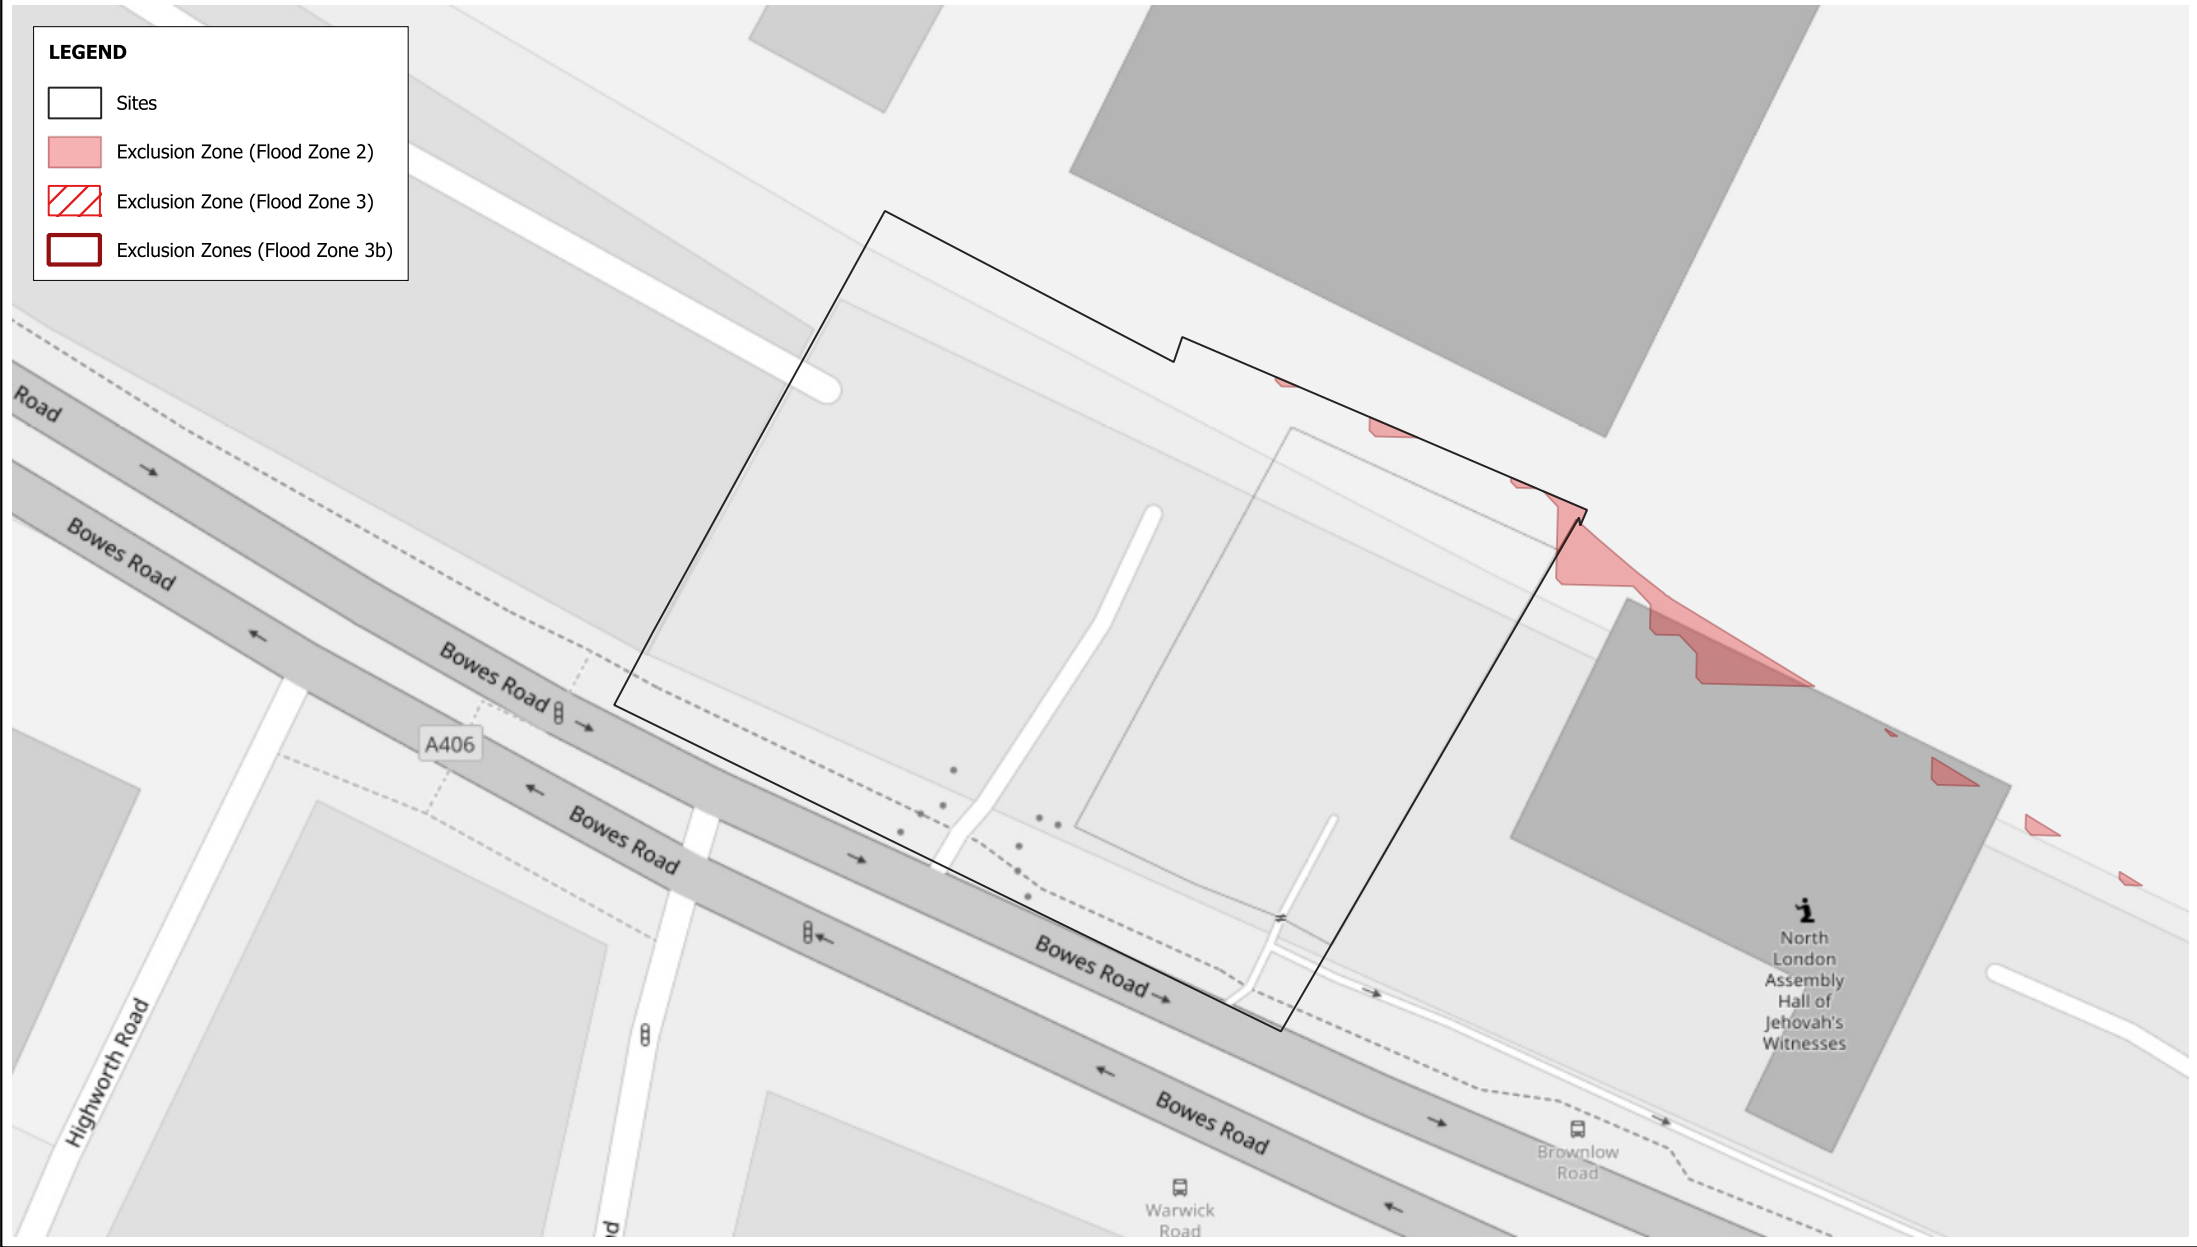 LEGEND
Sites
Exclusion Zone (Flood Zone 2)
Exclusion Zone (Flood Zone 3)
Exclusion Zones (Flood Zone 3b)
Road
Bowes Road
Bowes Road
A406
Bowes Road
Bowes Road
Bowes Road
Highworth Road
North
London
Assembly
Hall of
Jehovah's
Witnesses
Brownlow
Road
Warwick
Road